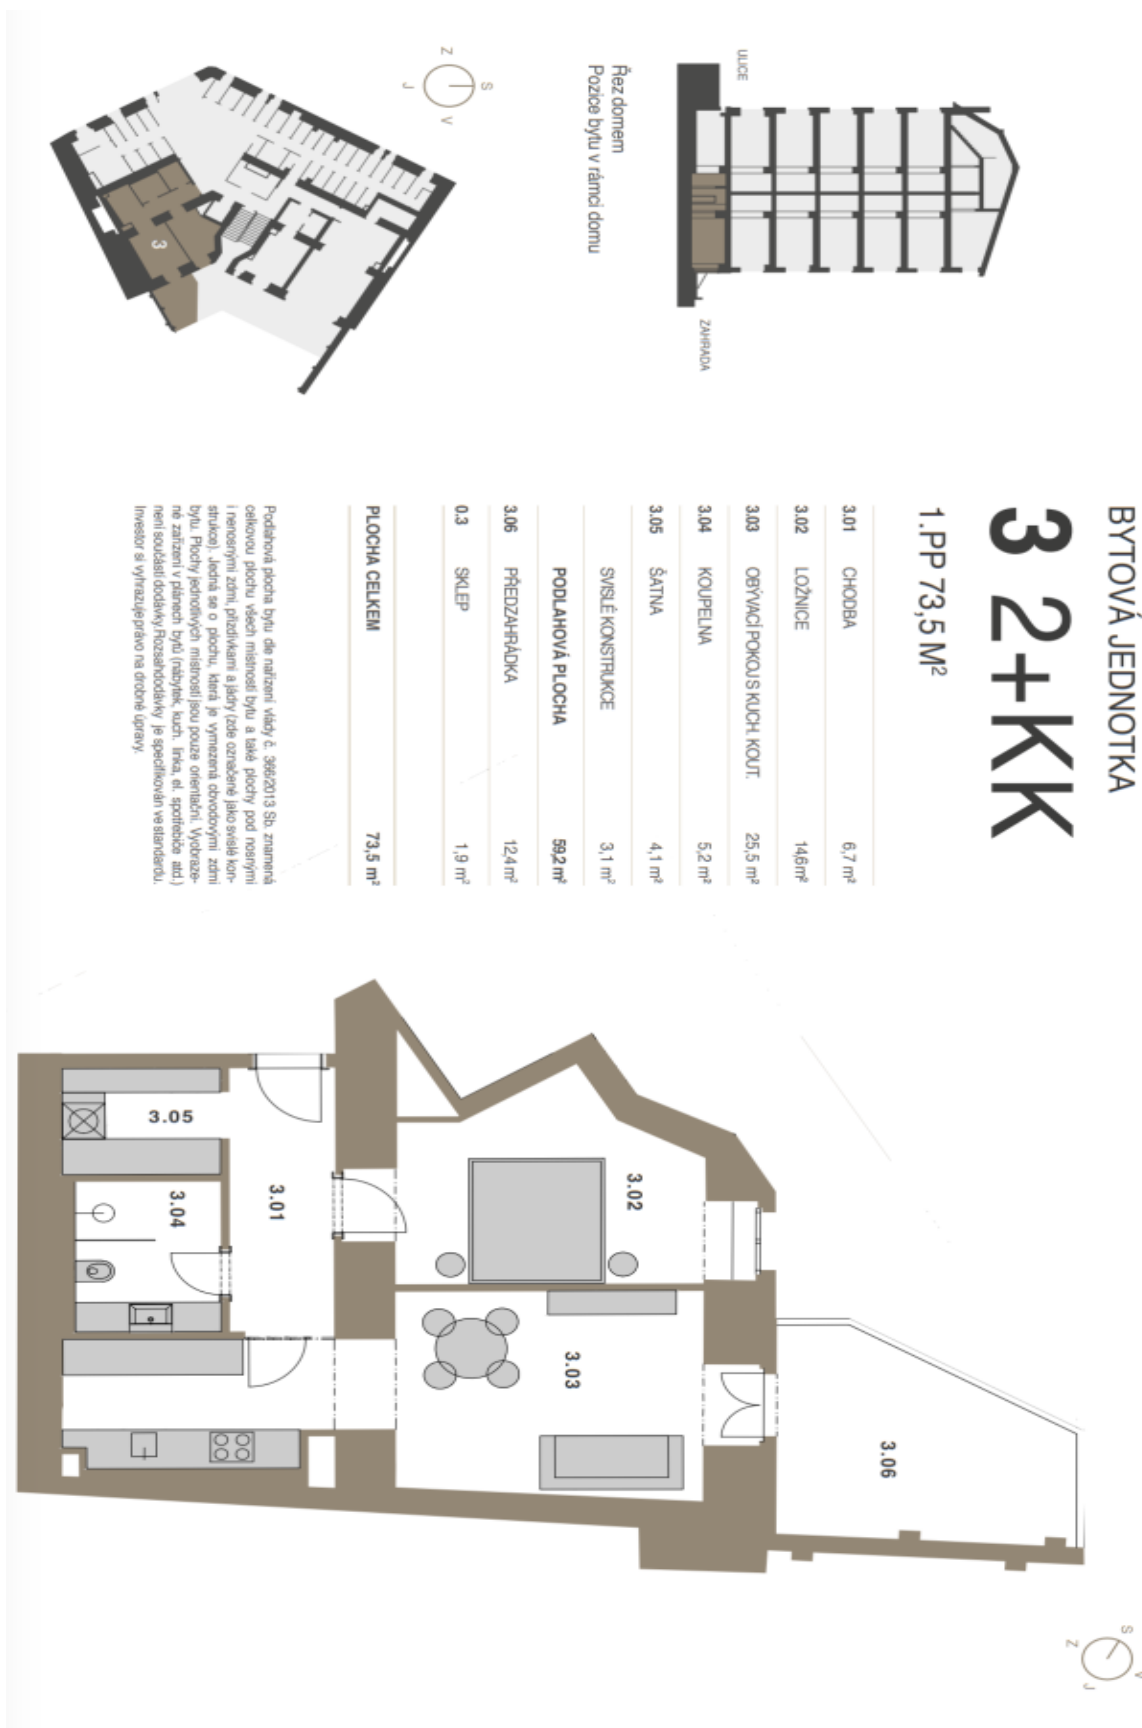 BYTOVÁ JEDNOTKA
3 2+KK
1.PP 73,5 M²
3.01 CHODBA 6,7 m²
3.02 LOŽNICE 14,6 m²
3.03 OBÝVACÍ POKOJ S KUCH. KOUT. 25,5 m²
3.04 KOUPELNA 5,2 m²
3.05 ŠATNA 4,1 m²
SVISLÉ KONSTRUKCE 3,1 m²
PODLAHOVÁ PLOCHA 59,2 m²
3.06 PŘEDZAHRÁDKA 12,4 m²
0.3 SKLEP 1,9 m²
PLOCHA CELKEM 73,5 m²
Podlahová plocha bytu dle nařízení vlády č. 366/2013 Sb. znamená
celkovou plochu všech místností bytu a také plochy pod nosnými
i nenosnými zdmi, přizdívkami a jádry (zde označené jako svislé kon-
strukce). Jedná se o plochu, která je vymezená obvodovými zdmi
bytu. Plochy jednotlivých místností jsou pouze orientační. Vyobraze-
né zařízení v plánech bytů (nábytek, kuch. linka, el. spotřebiče atd.)
není součástí dodávky. Rozsah dodávky je specifikován ve standardu.
Investor si vyhrazuje právo na drobné úpravy.
ULICE
ZAHRADA
Řez domem
Pozice bytu v rámci domu
Z
S
J
V
3
3.05
3.04
3.01
3.02
3.03
3.06
S
V
Z
J